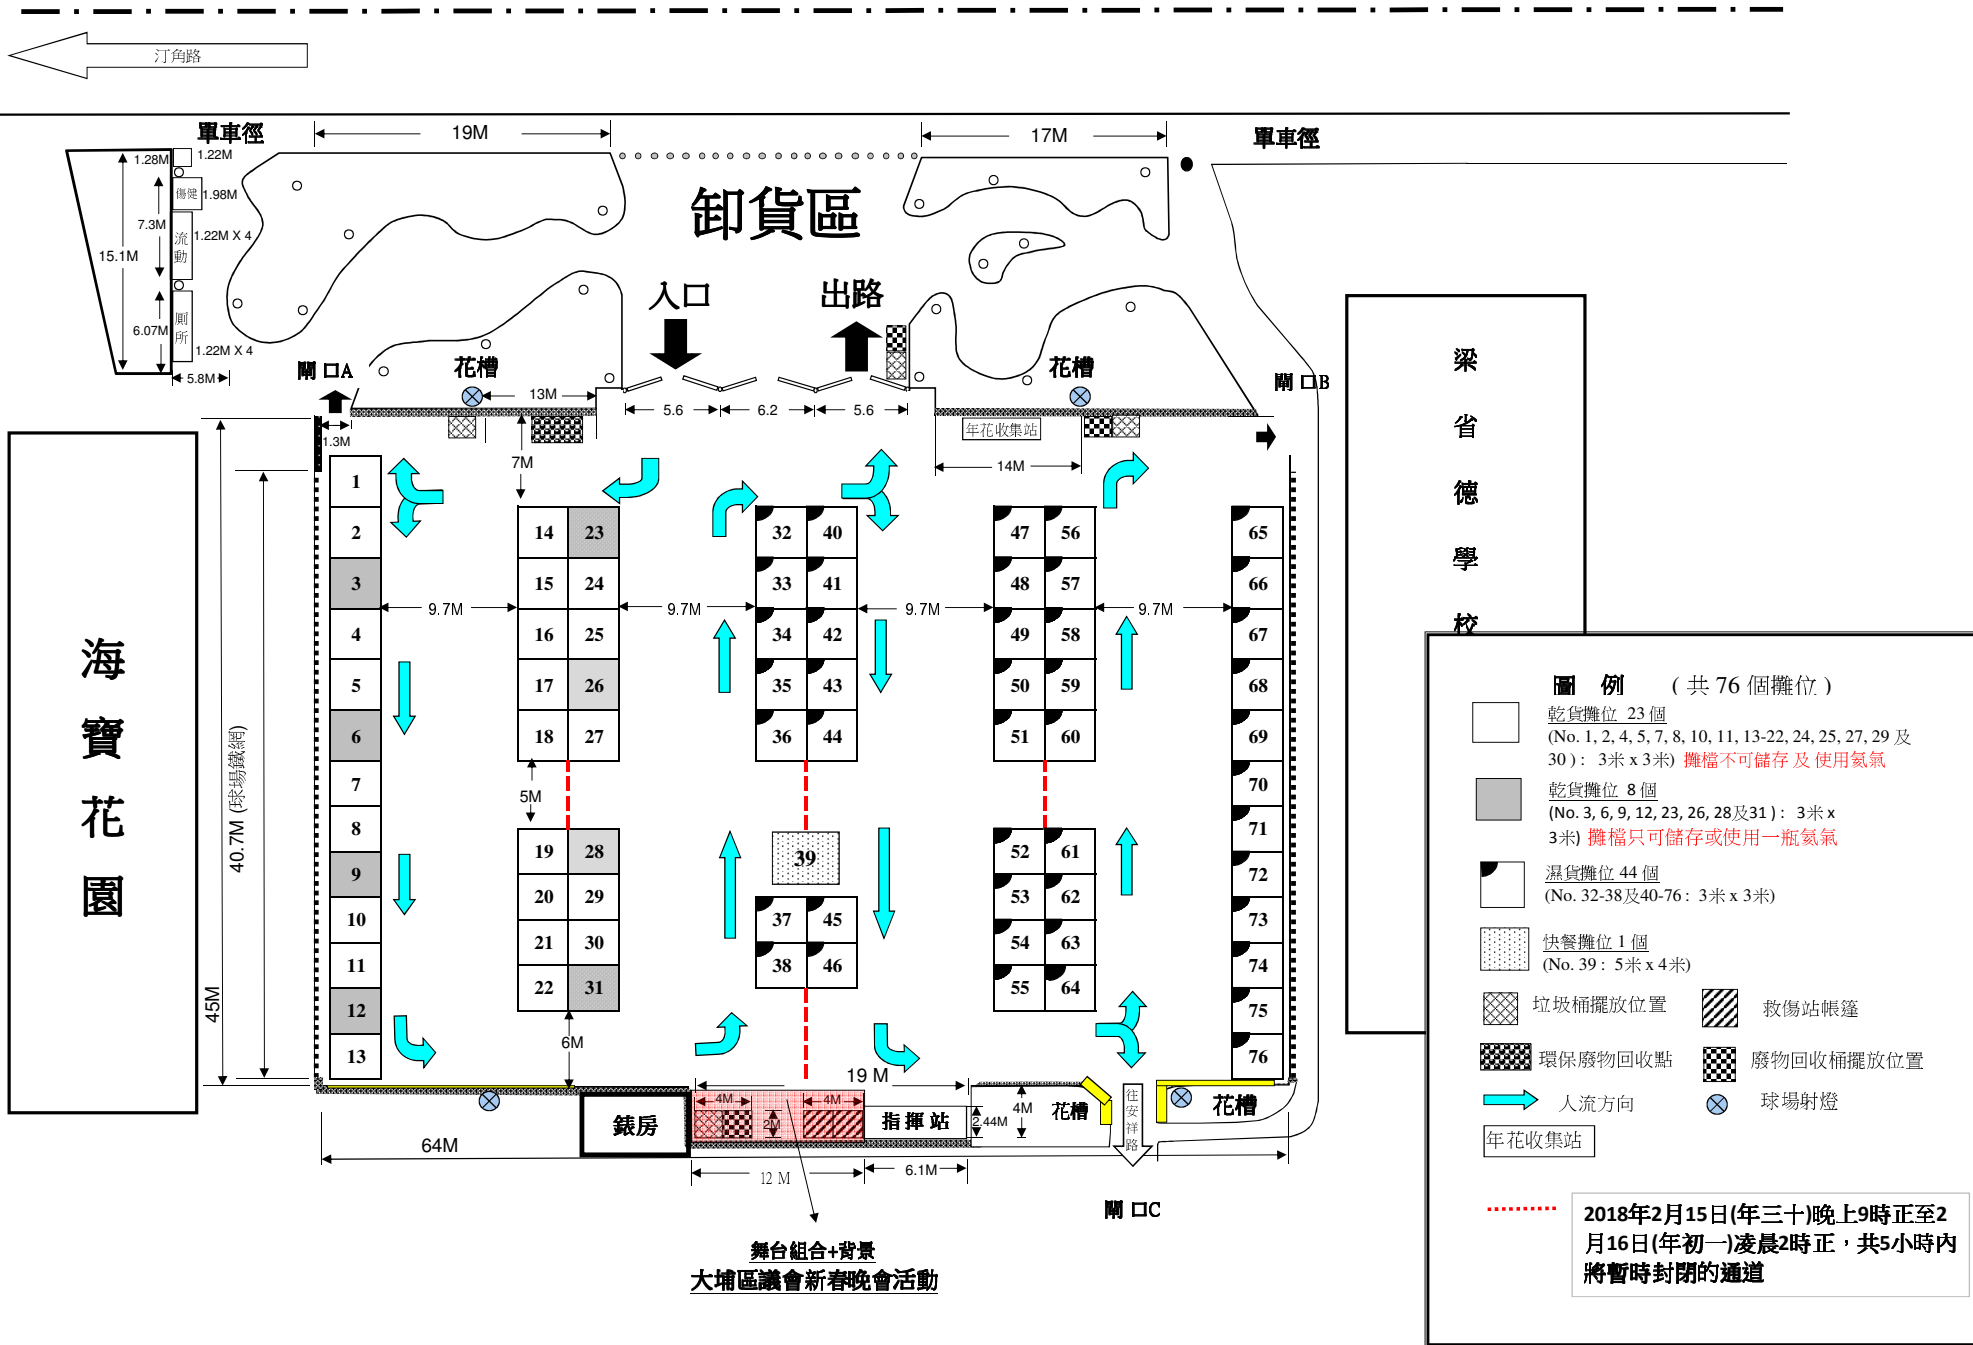 汀角路
單車徑
19M
17M
單車徑
1.28M
1.22M
傷健
1.98M
7.3M
流動
1.22M X 4
15.1M
6.07M
廁所
1.22M X 4
5.8M
卸貨區
入口
出路
閘 口A
花槽
花槽
閘 口B
13M
5.6
6.2
5.6
1.3M
年花收集站
7M
14M
海寶花園
梁省德學校
45M
40.7M (球場鐵網)
9.7M
9.7M
9.7M
9.7M
5M
6M
1
2
3
4
5
6
7
8
9
10
11
12
13
14 23
15 24
16 25
17 26
18 27
19 28
20 29
21 30
22 31
32 40
33 41
34 42
35 43
36 44
39
37 45
38 46
47 56
48 57
49 58
50 59
51 60
52 61
53 62
54 63
55 64
65
66
67
68
69
70
71
72
73
74
75
76
19 M
錶房
4M
2M
4M
指揮站
2.44M
4M
花槽
往安祥路
花槽
64M
12 M
6.1M
閘 口C
舞台組合+背景
大埔區議會新春晚會活動
圖 例 ( 共 76 個攤位 )
乾貨攤位 23 個
(No. 1, 2, 4, 5, 7, 8, 10, 11, 13-22, 24, 25, 27, 29 及
30 ) : 3米 x 3米) 攤檔不可儲存 及 使用氦氣
乾貨攤位 8 個
(No. 3, 6, 9, 12, 23, 26, 28及31 ) : 3米 x
3米) 攤檔只可儲存或使用一瓶氦氣
濕貨攤位 44 個
(No. 32-38及40-76 : 3米 x 3米)
快餐攤位 1 個
(No. 39 : 5米 x 4米)
垃圾桶擺放位置
救傷站帳篷
環保廢物回收點
廢物回收桶擺放位置
人流方向
球場射燈
年花收集站
2018年2月15日(年三十)晚上9時正至2
月16日(年初一)凌晨2時正，共5小時內
將暫時封閉的通道